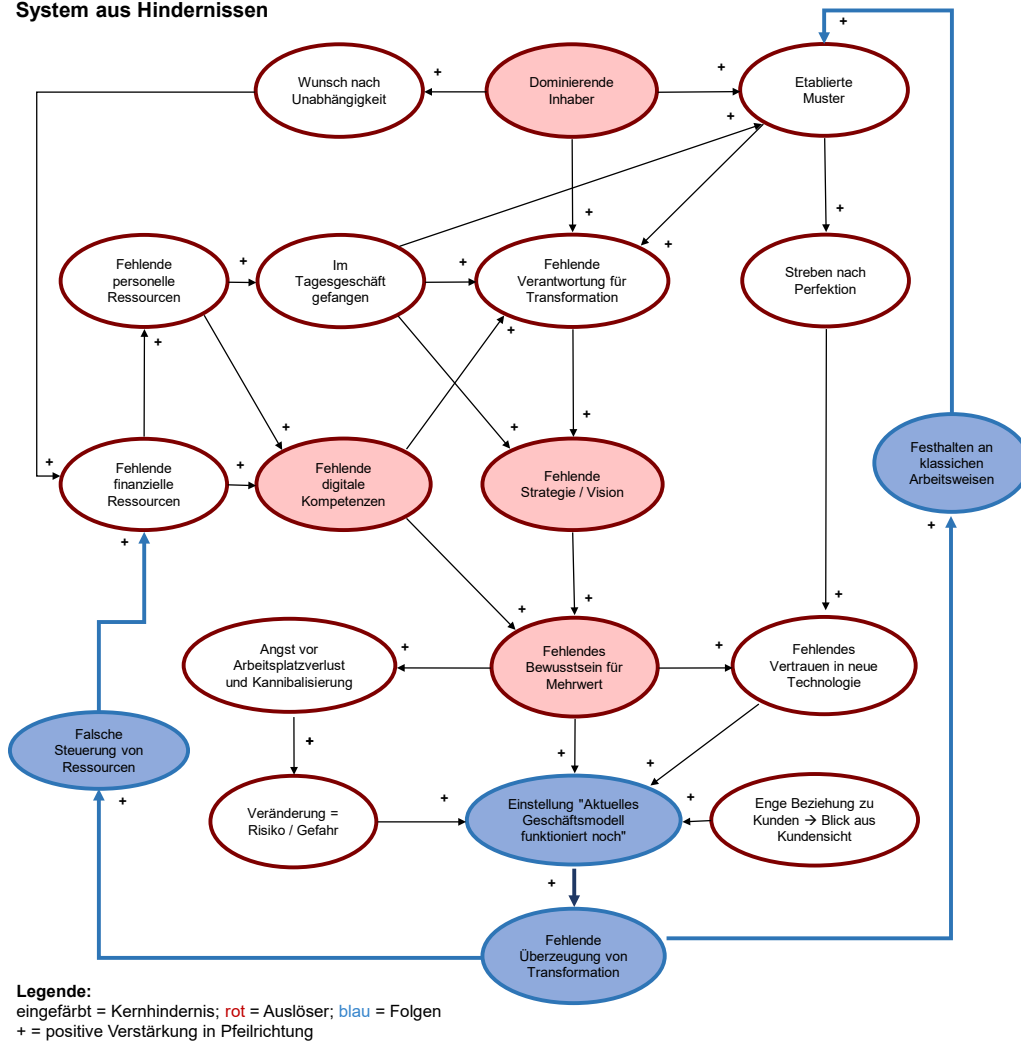 System aus Hindernissen
+
+
+
Wunsch nach
Unabhängigkeit
Dominierende
Inhaber
Etablierte
Muster
+
+
+
+
Fehlende
personelle
Ressourcen
+
Im
Tagesgeschäft
gefangen
+
Fehlende
Verantwortung für
Transformation
Streben nach
Perfektion
+
+
+
+
+
Fehlende
finanzielle
Ressourcen
+
+
Fehlende
digitale
Kompetenzen
Fehlende
Strategie / Vision
Festhalten an
klassichen
Arbeitsweisen
+
+
+
+
+
Angst vor
Arbeitsplatzverlust
und Kannibalisierung
+
Fehlendes
Bewusstsein für
Mehrwert
+
Fehlendes
Vertrauen in neue
Technologie
Falsche
Steuerung von
Ressourcen
+
+
+
+
Veränderung =
Risiko / Gefahr
+
Einstellung "Aktuelles
Geschäftsmodell
funktioniert noch"
+
Enge Beziehung zu
Kunden → Blick aus
Kundensicht
+
Fehlende
Überzeugung von
Transformation
Legende:
eingefärbt = Kernhindernis; rot = Auslöser; blau = Folgen
+ = positive Verstärkung in Pfeilrichtung